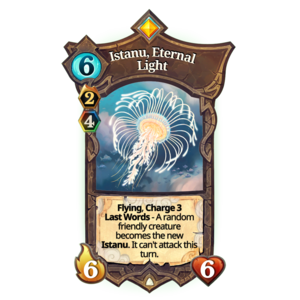 Istanu, Eternal
Light
6
2
4
Flying, Charge 3
Last Words - A random
friendly creature
becomes the new
Istanu. It can't attack this
turn.
6
6